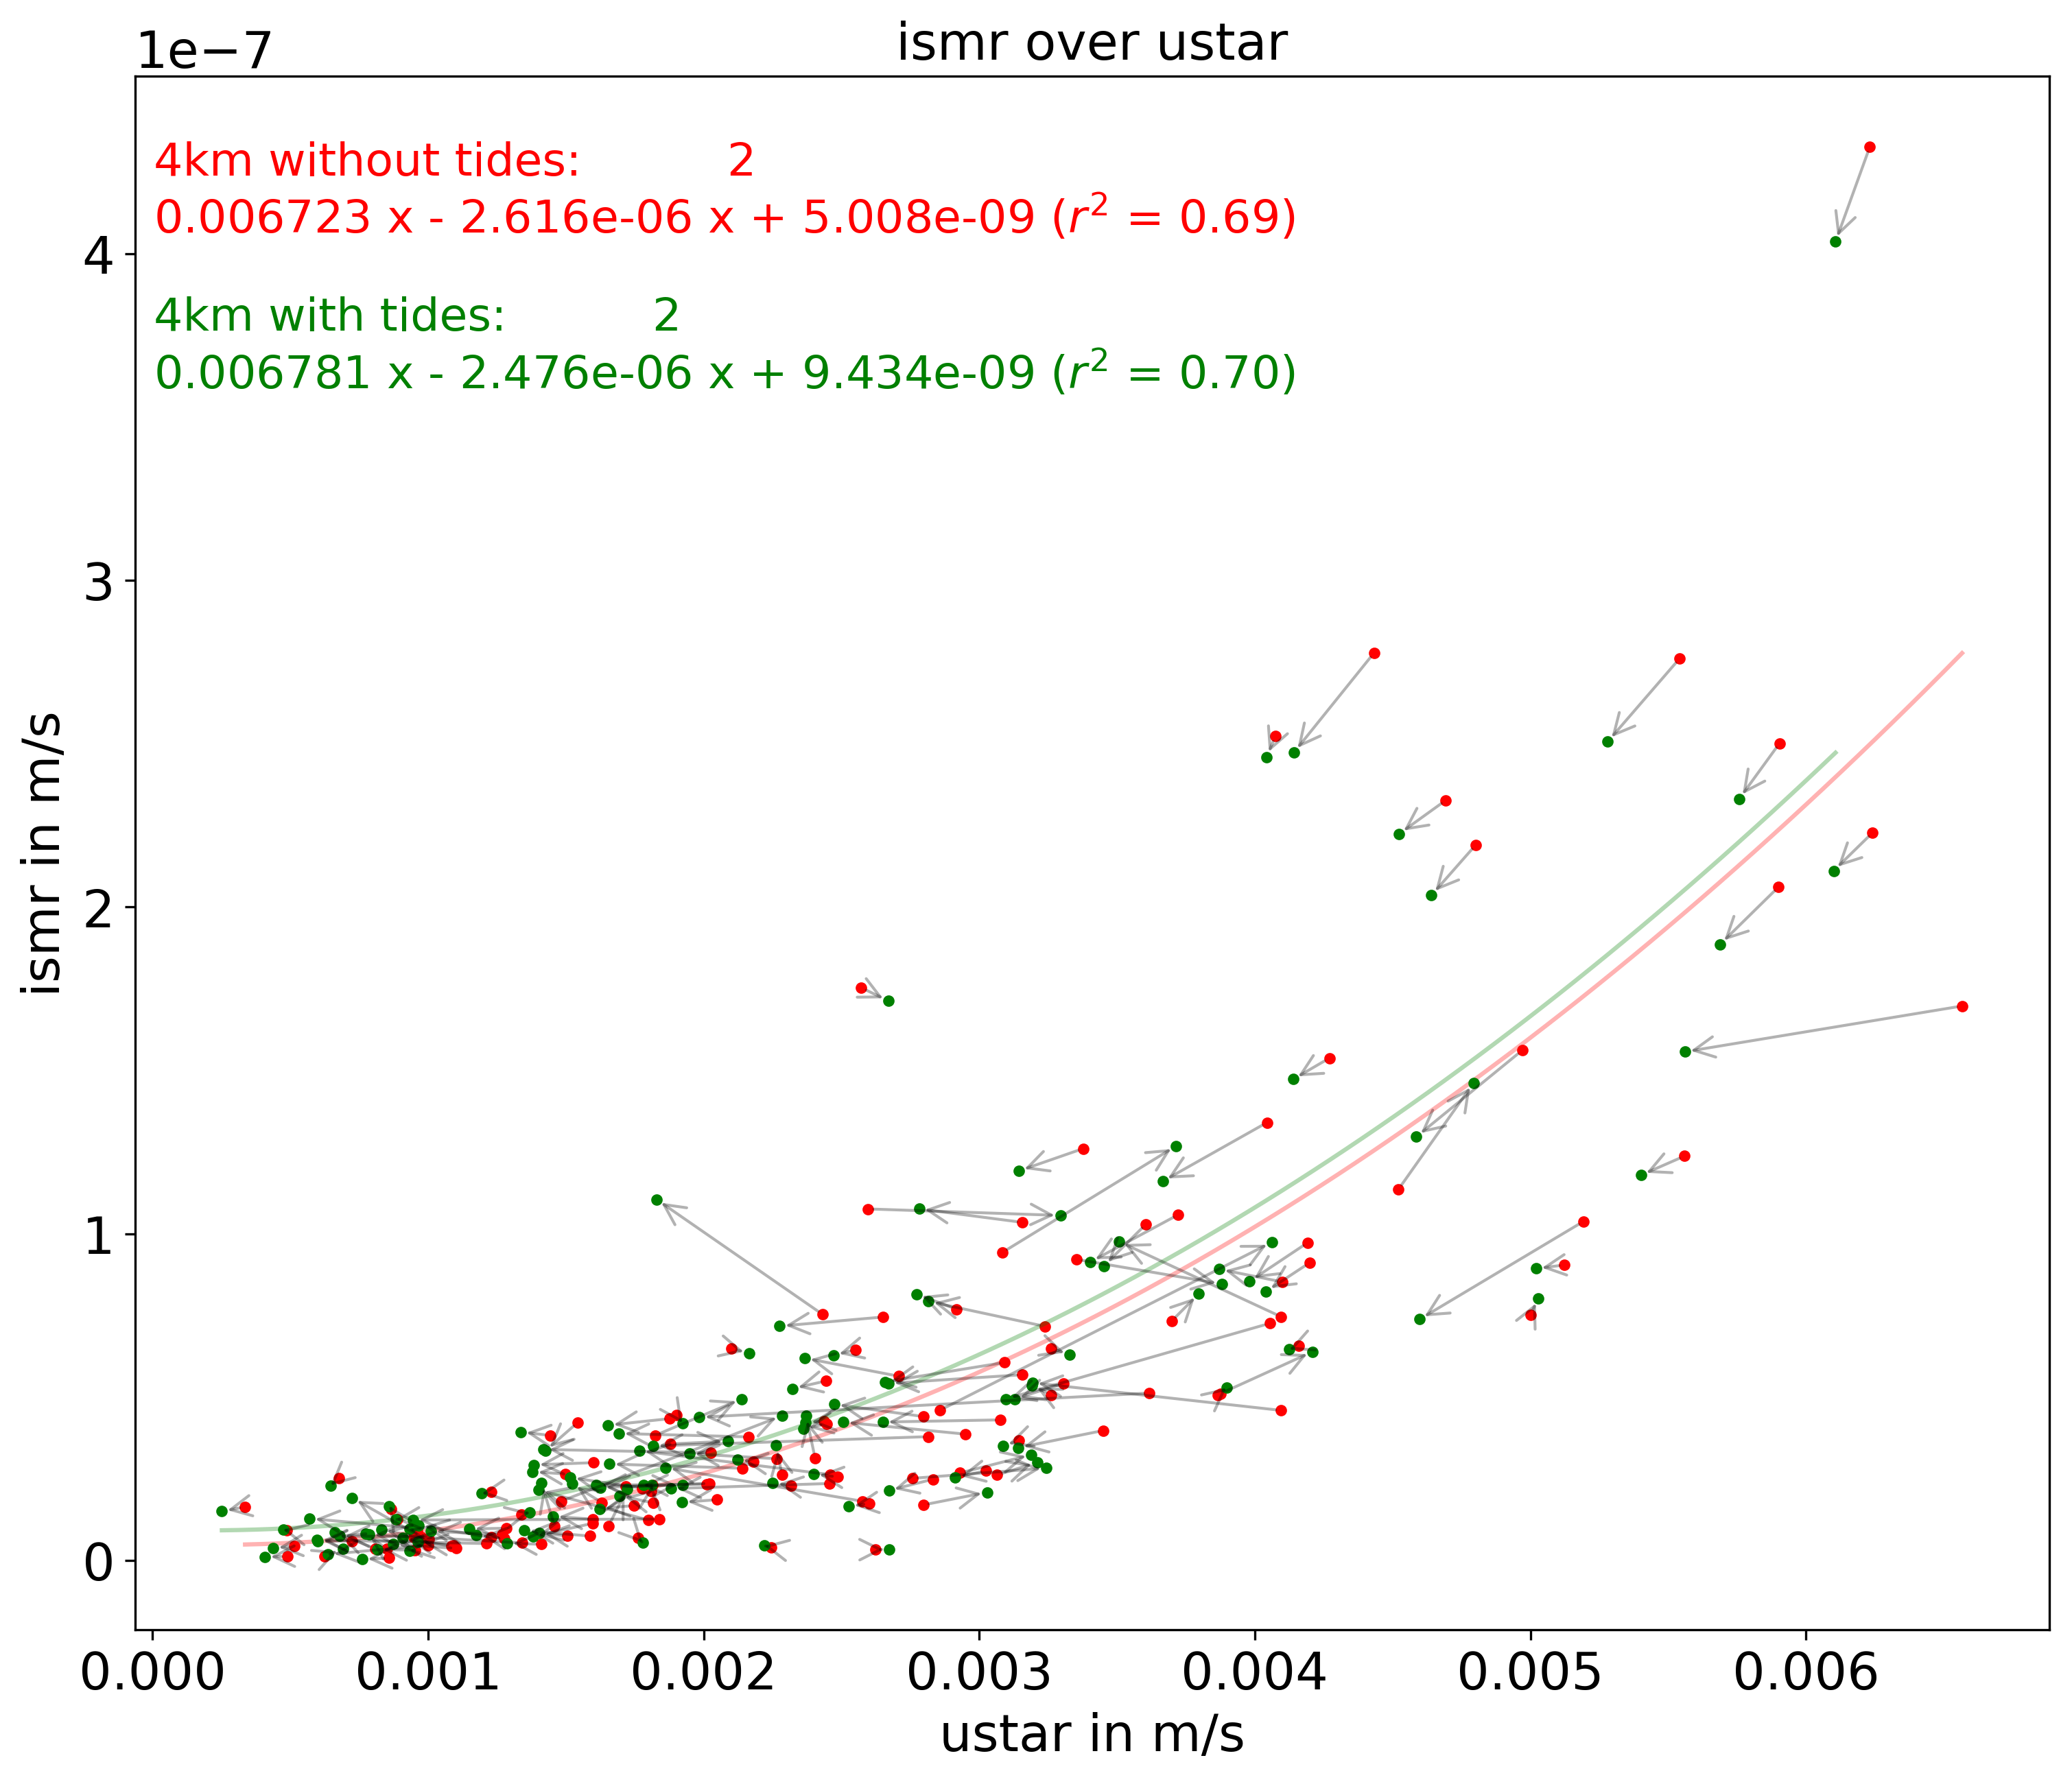 ismr over ustar
1e−7
4km without tides: 2
0.006723 x - 2.616e-06 x + 5.008e-09 (r² = 0.69)
4km with tides: 2
0.006781 x - 2.476e-06 x + 9.434e-09 (r² = 0.70)
4
3
2
1
0
ismr in m/s
0.000 0.001 0.002 0.003 0.004 0.005 0.006
ustar in m/s